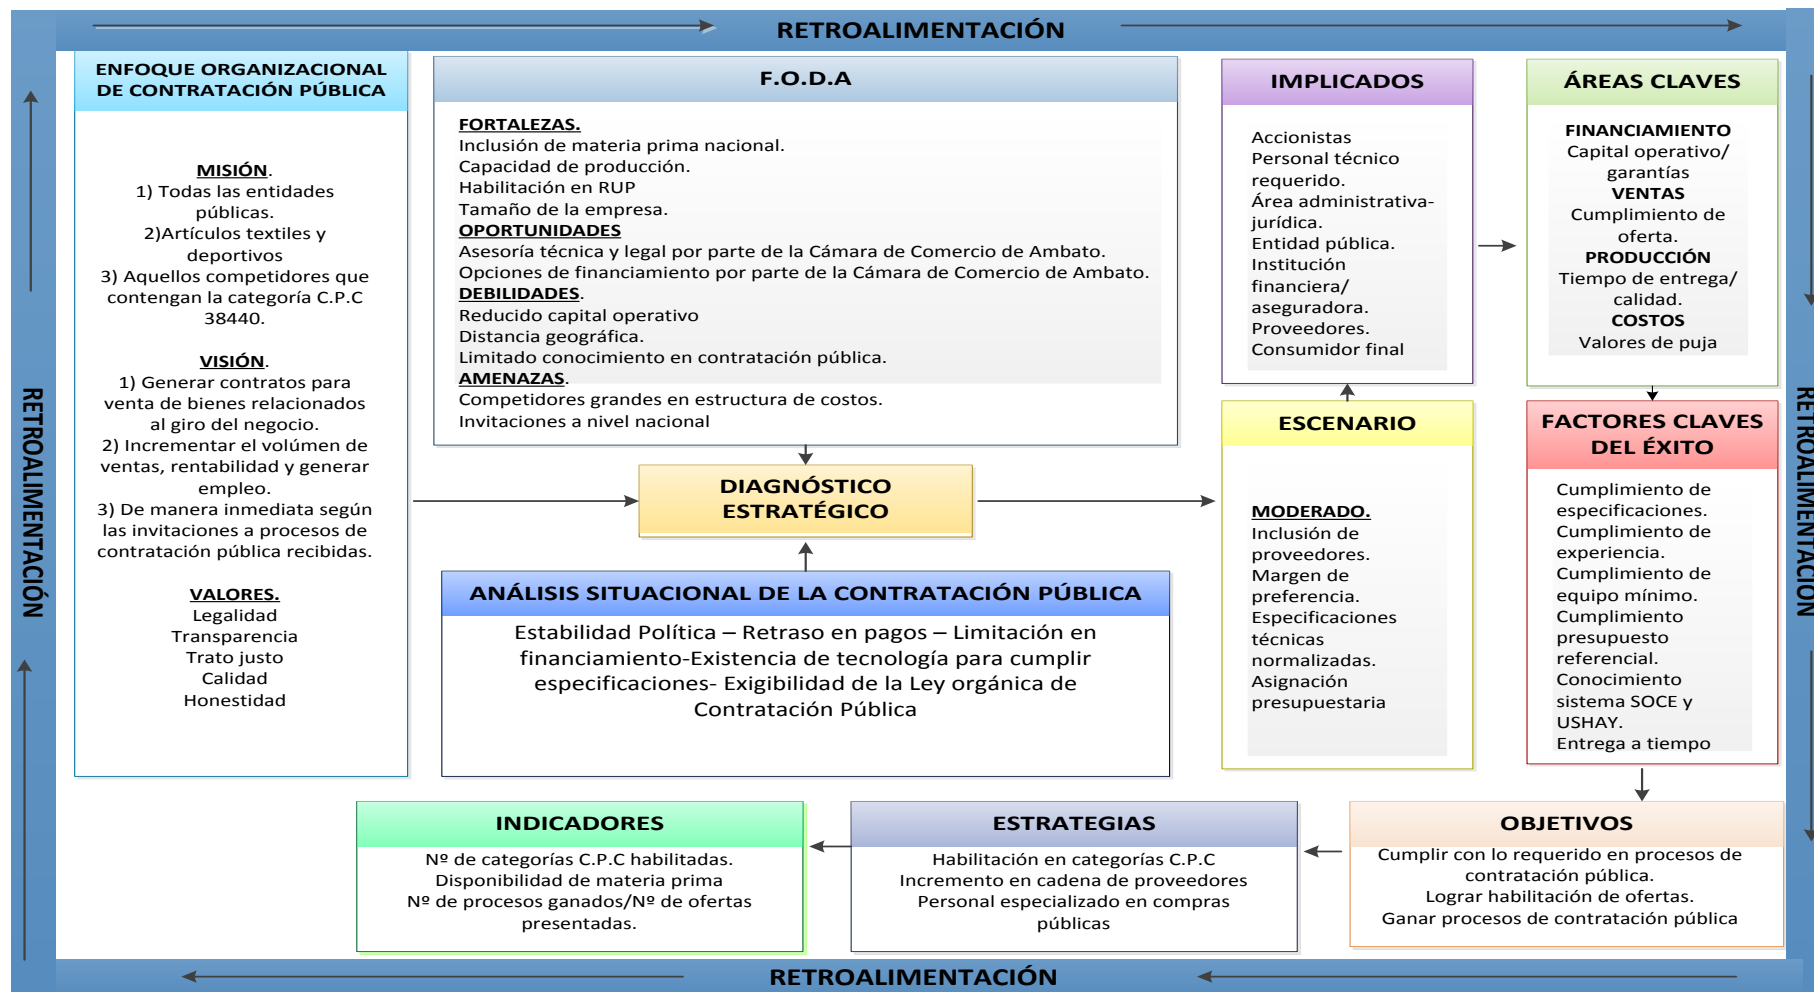 RETROALIMENTACIÓN
ENFOQUE ORGANIZACIONAL
DE CONTRATACIÓN PÚBLICA
MISIÓN.
1) Todas las entidades
públicas.
2)Artículos textiles y
deportivos
3) Aquellos competidores que
contengan la categoría C.P.C
38440.
VISIÓN.
1) Generar contratos para
venta de bienes relacionados
al giro del negocio.
2) Incrementar el volúmen de
ventas, rentabilidad y generar
empleo.
3) De manera inmediata según
las invitaciones a procesos de
contratación pública recibidas.
VALORES.
Legalidad
Transparencia
Trato justo
Calidad
Honestidad
F.O.D.A
FORTALEZAS.
Inclusión de materia prima nacional.
Capacidad de producción.
Habilitación en RUP
Tamaño de la empresa.
OPORTUNIDADES
Asesoría técnica y legal por parte de la Cámara de Comercio de Ambato.
Opciones de financiamiento por parte de la Cámara de Comercio de Ambato.
DEBILIDADES.
Reducido capital operativo
Distancia geográfica.
Limitado conocimiento en contratación pública.
AMENAZAS.
Competidores grandes en estructura de costos.
Invitaciones a nivel nacional
DIAGNÓSTICO
ESTRATÉGICO
ANÁLISIS SITUACIONAL DE LA CONTRATACIÓN PÚBLICA
Estabilidad Política – Retraso en pagos – Limitación en
financiamiento-Existencia de tecnología para cumplir
especificaciones- Exigibilidad de la Ley orgánica de
Contratación Pública
IMPLICADOS
Accionistas
Personal técnico
requerido.
Área administrativa-
jurídica.
Entidad pública.
Institución
financiera/
aseguradora.
Proveedores.
Consumidor final
ESCENARIO
MODERADO.
Inclusión de
proveedores.
Margen de
preferencia.
Especificaciones
técnicas
normalizadas.
Asignación
presupuestaria
ÁREAS CLAVES
FINANCIAMIENTO
Capital operativo/
garantías
VENTAS
Cumplimiento de
oferta.
PRODUCCIÓN
Tiempo de entrega/
calidad.
COSTOS
Valores de puja
FACTORES CLAVES
DEL ÉXITO
Cumplimiento de
especificaciones.
Cumplimiento de
experiencia.
Cumplimiento de
equipo mínimo.
Cumplimiento
presupuesto
referencial.
Conocimiento
sistema SOCE y
USHAY.
Entrega a tiempo
OBJETIVOS
Cumplir con lo requerido en procesos de
contratación pública.
Lograr habilitación de ofertas.
Ganar procesos de contratación pública
ESTRATEGIAS
Habilitación en categorías C.P.C
Incremento en cadena de proveedores
Personal especializado en compras
públicas
INDICADORES
Nº de categorías C.P.C habilitadas.
Disponibilidad de materia prima
Nº de procesos ganados/Nº de ofertas
presentadas.
RETROALIMENTACIÓN
RETROALIMENTACIÓN
RETROALIMENTACIÓN